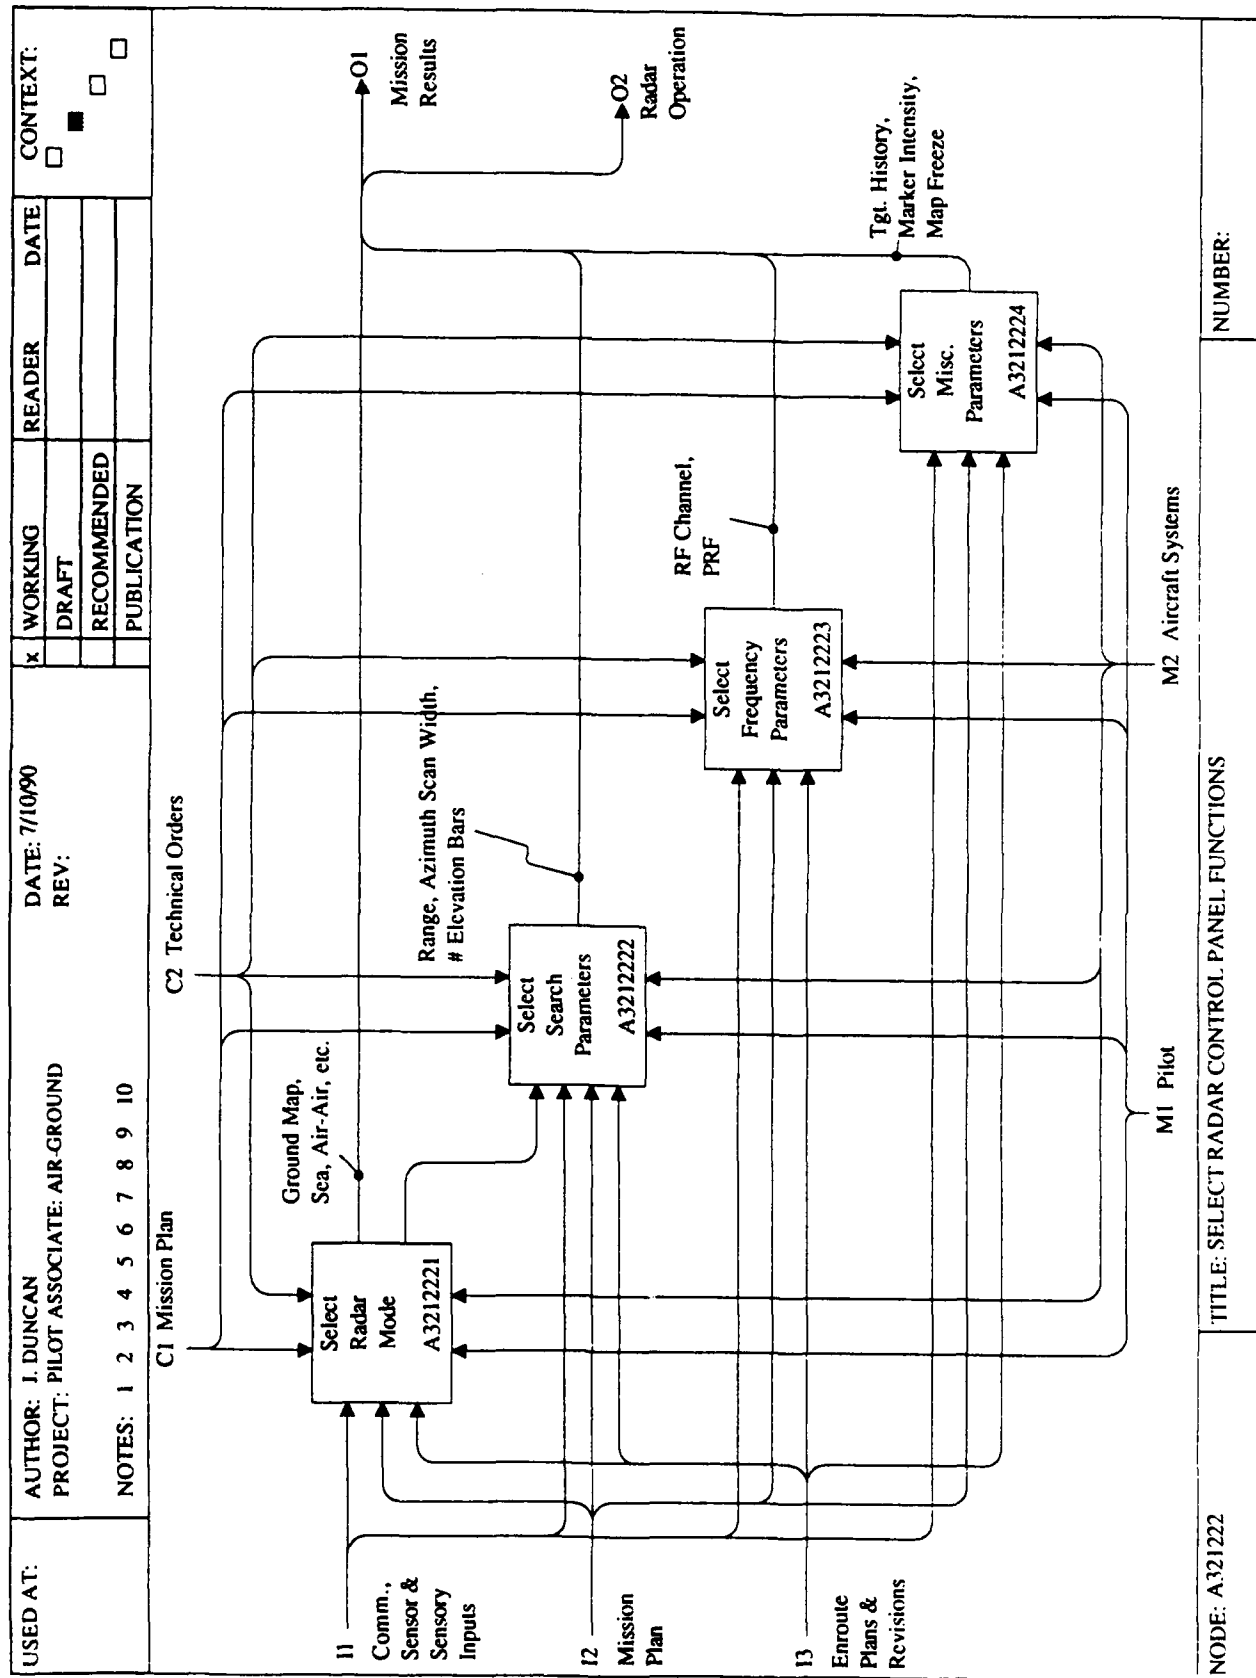 USED AT:
AUTHOR: J. DUNCAN
PROJECT: PILOT ASSOCIATE: AIR-GROUND
NOTES: 1 2 3 4 5 6 7 8 9 10
DATE: 7/10/90
REV:
x WORKING
DRAFT
RECOMMENDED
PUBLICATION
READER DATE
CONTEXT:
C1 Mission Plan
C2 Technical Orders
I1
Comm.,
Sensor &
Sensory
Inputs
I2
Mission
Plan
I3
Enroute
Plans &
Revisions
Select
Radar
Mode
A3212221
Ground Map,
Sea, Air-Air, etc.
Select
Search
Parameters
A3212222
Range, Azimuth Scan Width,
# Elevation Bars
Select
Frequency
Parameters
A3212223
RF Channel,
PRF
Select
Misc.
Parameters
A3212224
Tgt. History,
Marker Intensity,
Map Freeze
O1
Mission
Results
O2
Radar
Operation
M1 Pilot
M2 Aircraft Systems
NODE: A321222
TITLE: SELECT RADAR CONTROL PANEL FUNCTIONS
NUMBER: